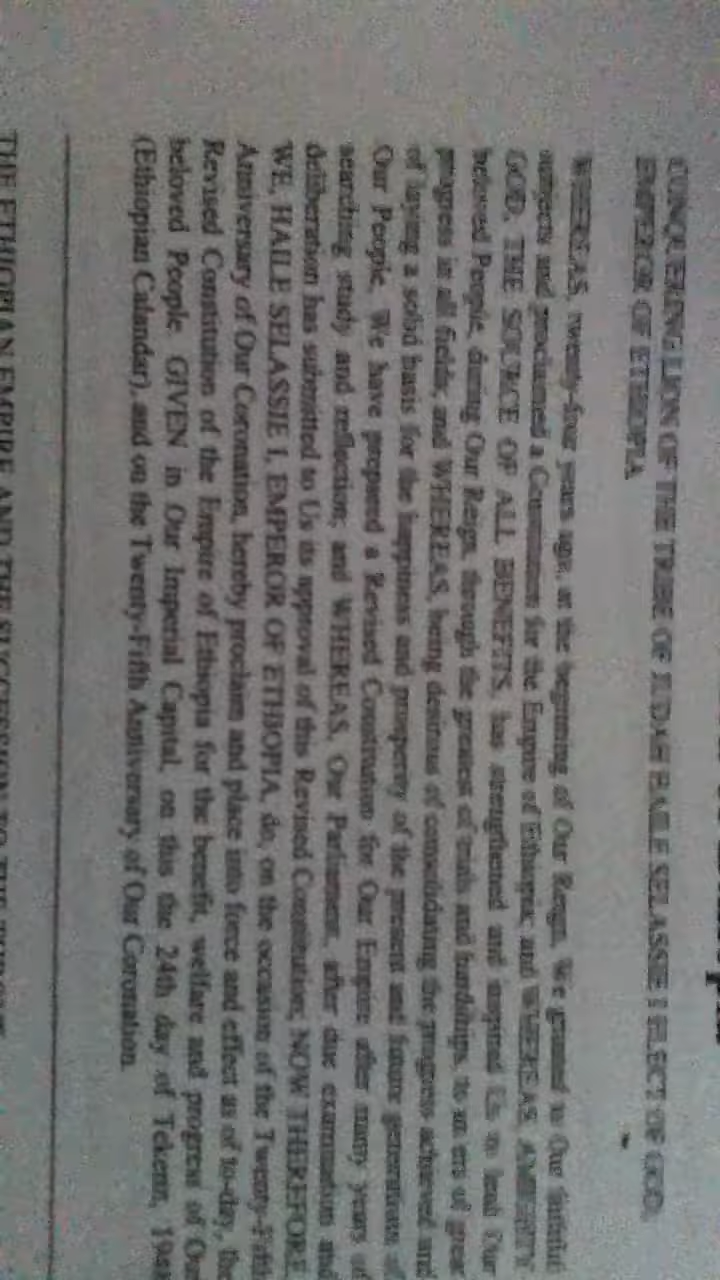 CONQUERING LION OF THE TRIBE OF JUDAH HAILE SELASSIE I ELECT OF GOD,
EMPEROR OF ETHIOPIA
WHEREAS, twenty-four years ago, at the beginning of Our Reign, We granted to Our faithful
subjects and proclaimed a Constitution for the Empire of Ethiopia; and WHEREAS, ALMIGHTY
GOD, THE SOURCE OF ALL BENEFITS, has strengthened and inspired Us to lead Our
beloved People, during Our Reign, through the greatest of trials and hardships, to an era of great
progress in all fields; and WHEREAS, being desirous of consolidating the progress achieved and
of laying a solid basis for the happiness and prosperity of the present and future generations of
Our People, We have prepared a Revised Constitution for Our Empire after many years of
searching study and reflection; and WHEREAS, Our Parliament, after due examination and
deliberation has submitted to Us its approval of this Revised Constitution; NOW THEREFORE,
WE, HAILE SELASSIE I, EMPEROR OF ETHIOPIA, do, on the occasion of the Twenty-Fifth
Anniversary of Our Coronation, hereby proclaim and place into force and effect as of to-day, the
Revised Constitution of the Empire of Ethiopia for the benefit, welfare and progress of Our
beloved People. GIVEN in Our Imperial Capital, on this the 24th day of Tekemt, 1948
(Ethiopian Calandar), and on the Twenty-Fifth Anniversary of Our Coronation.
THE ETHIOPIAN EMPIRE AND THE SUCCESSION TO THE THRONE